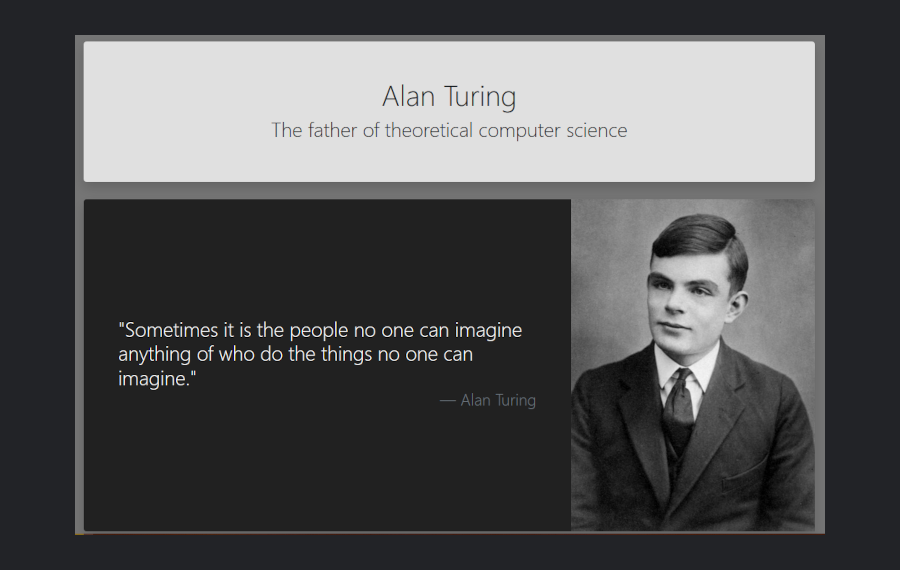 Alan Turing
The father of theoretical computer science
"Sometimes it is the people no one can imagine
anything of who do the things no one can
imagine."
— Alan Turing